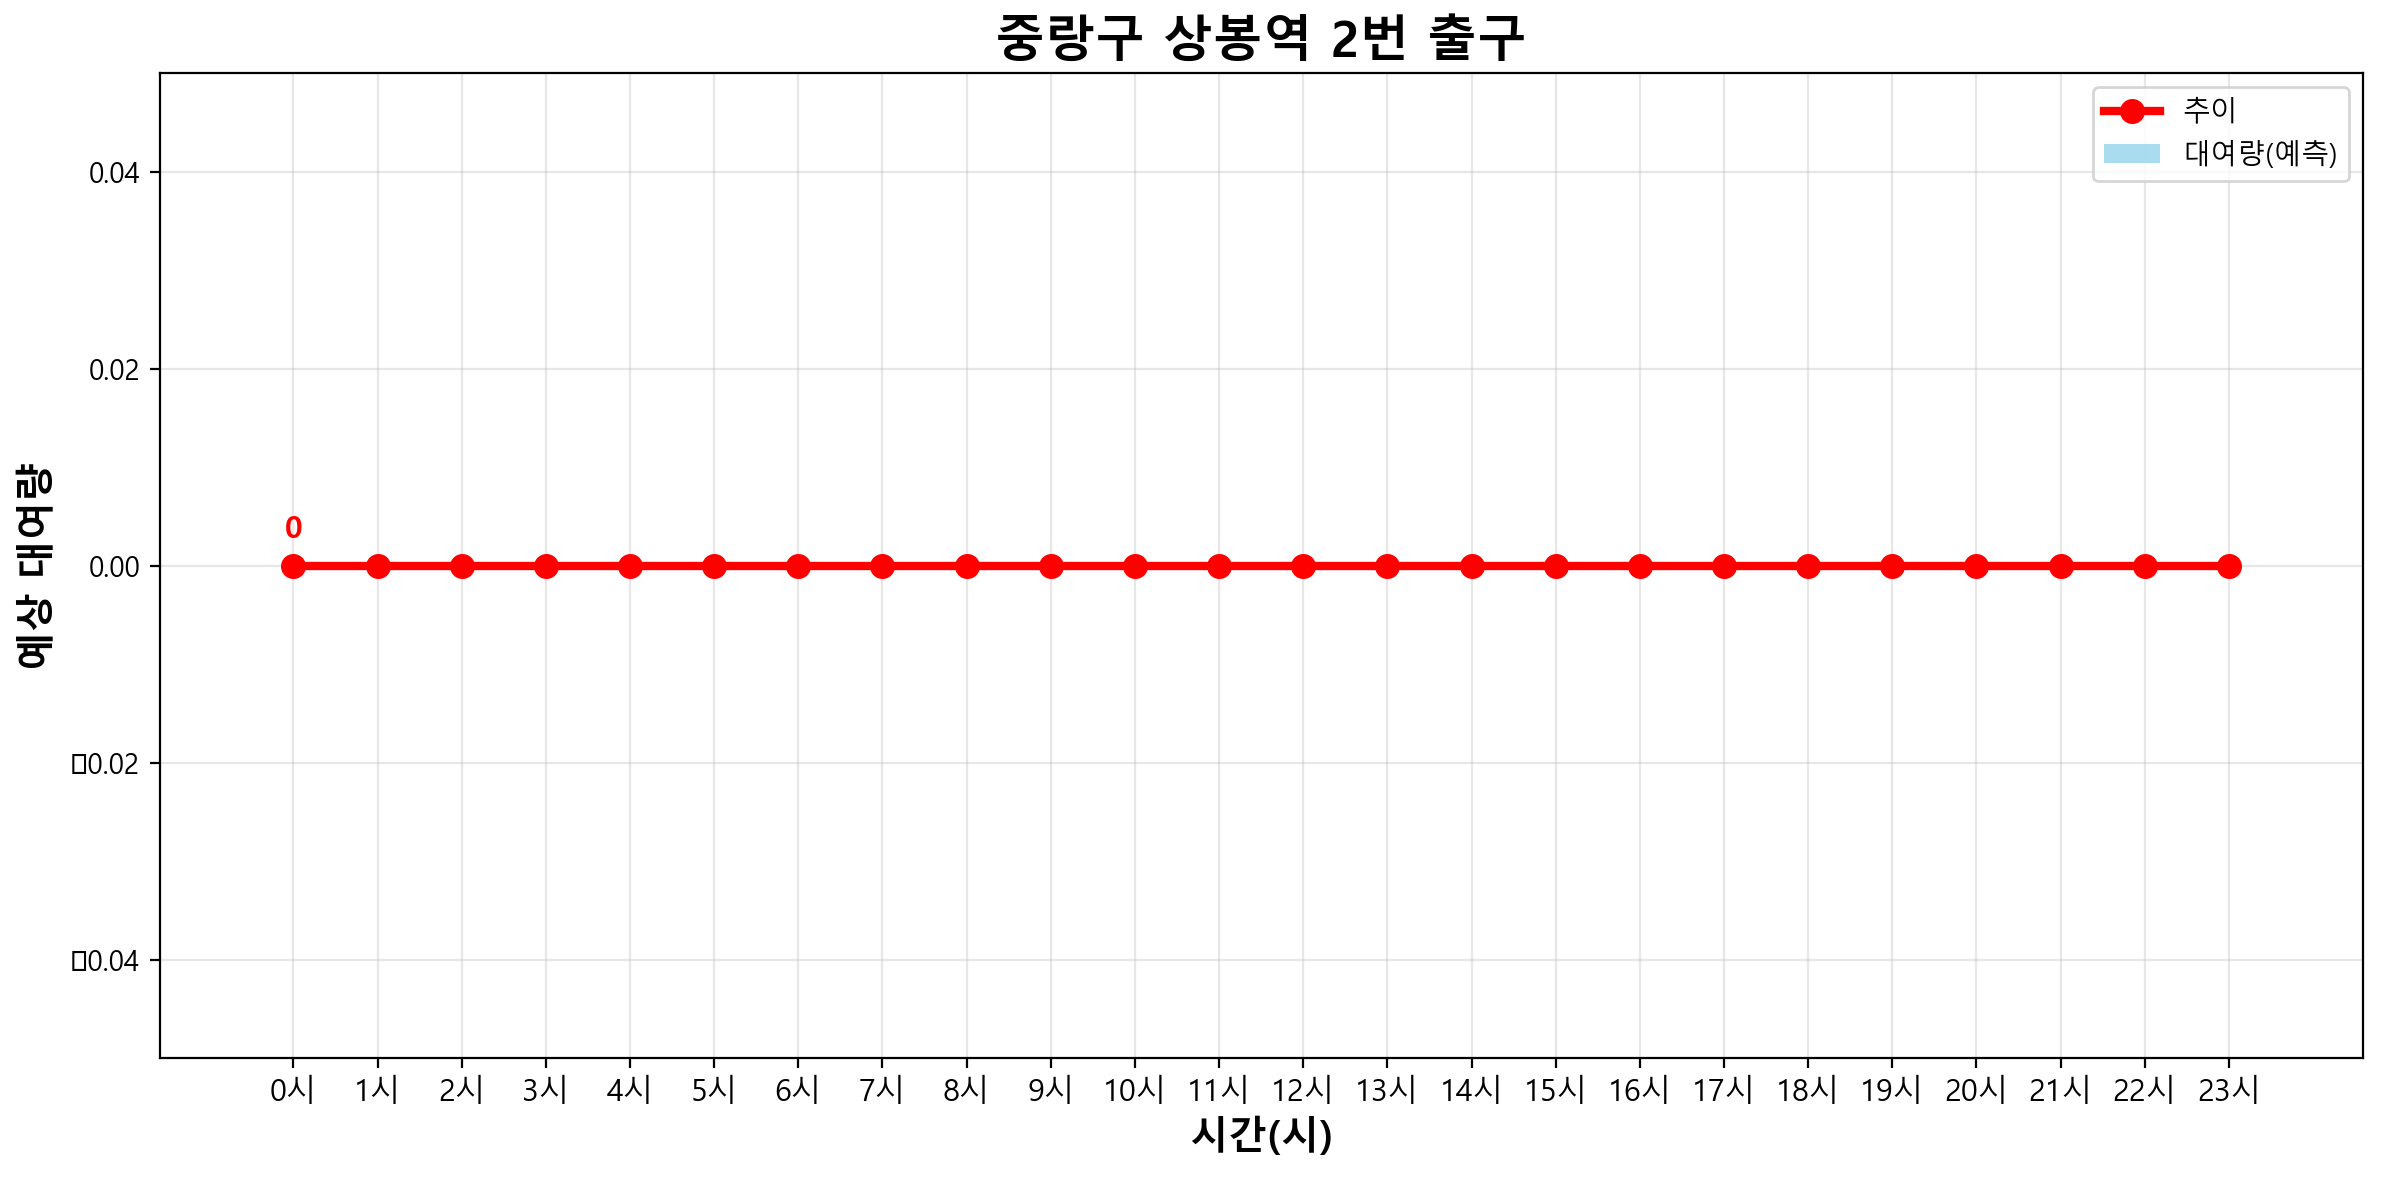 중랑구 상봉역 2번 출구
추이
대여량(예측)
예상 대여량
0.04
0.02
0.00
▯0.02
▯0.04
0
0시 1시 2시 3시 4시 5시 6시 7시 8시 9시 10시 11시 12시 13시 14시 15시 16시 17시 18시 19시 20시 21시 22시 23시
시간(시)